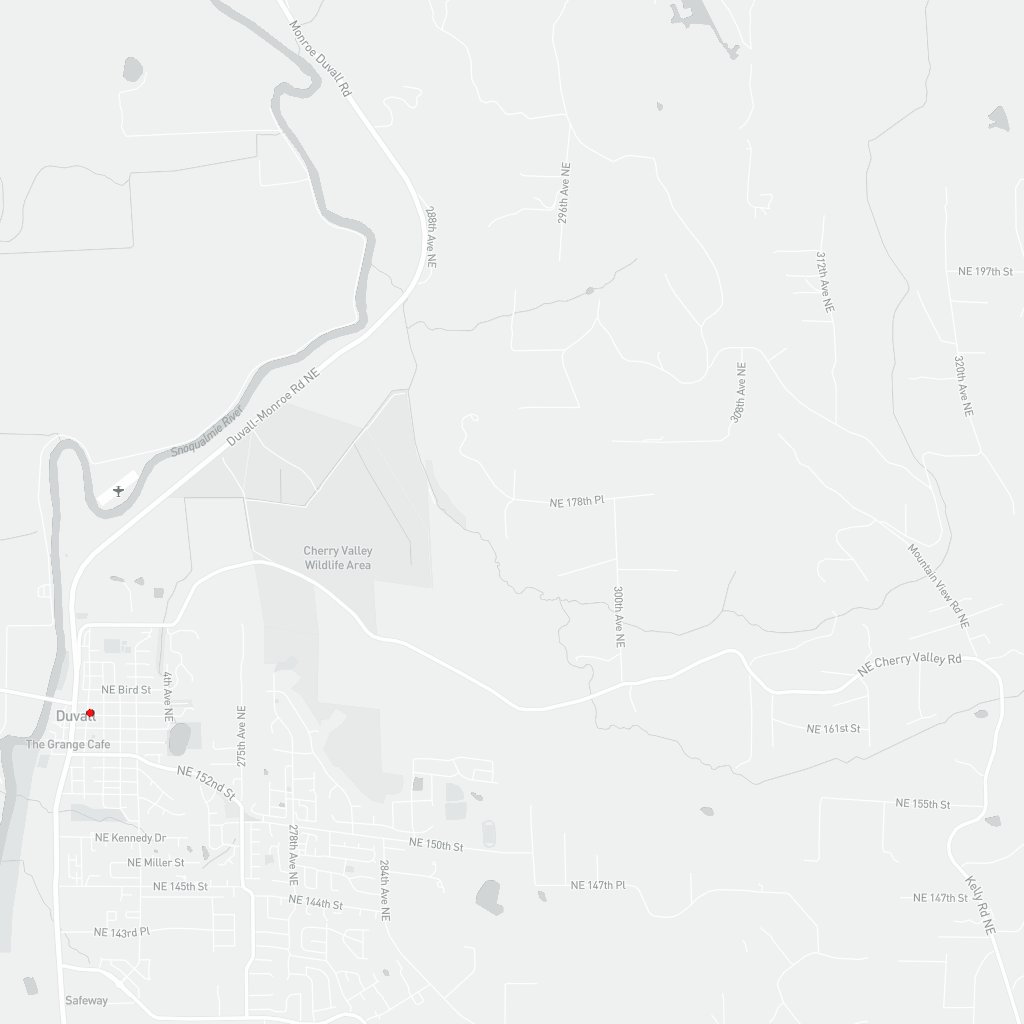 Monroe Duvall Rd
288th Ave NE
296th Ave NE
312th Ave NE
NE 197th St
320th Ave NE
308th Ave NE
Duvall-Monroe Rd NE
Snoqualmie River
NE 178th Pl
Cherry Valley
Wildlife Area
Mountain View Rd NE
300th Ave NE
NE Cherry Valley Rd
4th Ave NE
NE Bird St
Duvall
275th Ave NE
The Grange Cafe
NE 161st St
NE 152nd St
NE 155th St
NE Kennedy Dr
278th Ave NE
NE 150th St
NE Miller St
284th Ave NE
NE 145th St
NE 147th Pl
NE 144th St
NE 147th St
Kelly Rd NE
NE 143rd Pl
Safeway